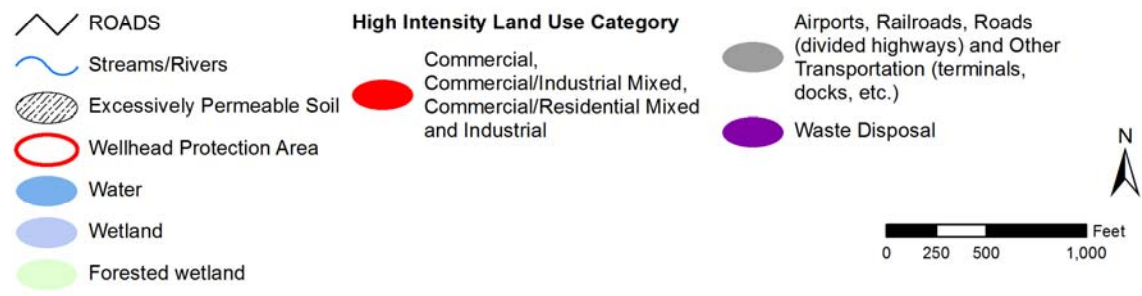 ROADS
Streams/Rivers
Excessively Permeable Soil
Wellhead Protection Area
Water
Wetland
Forested wetland
High Intensity Land Use Category
Commercial,
Commercial/Industrial Mixed,
Commercial/Residential Mixed
and Industrial
Airports, Railroads, Roads
(divided highways) and Other
Transportation (terminals,
docks, etc.)
Waste Disposal
N
Feet
0 250 500 1,000